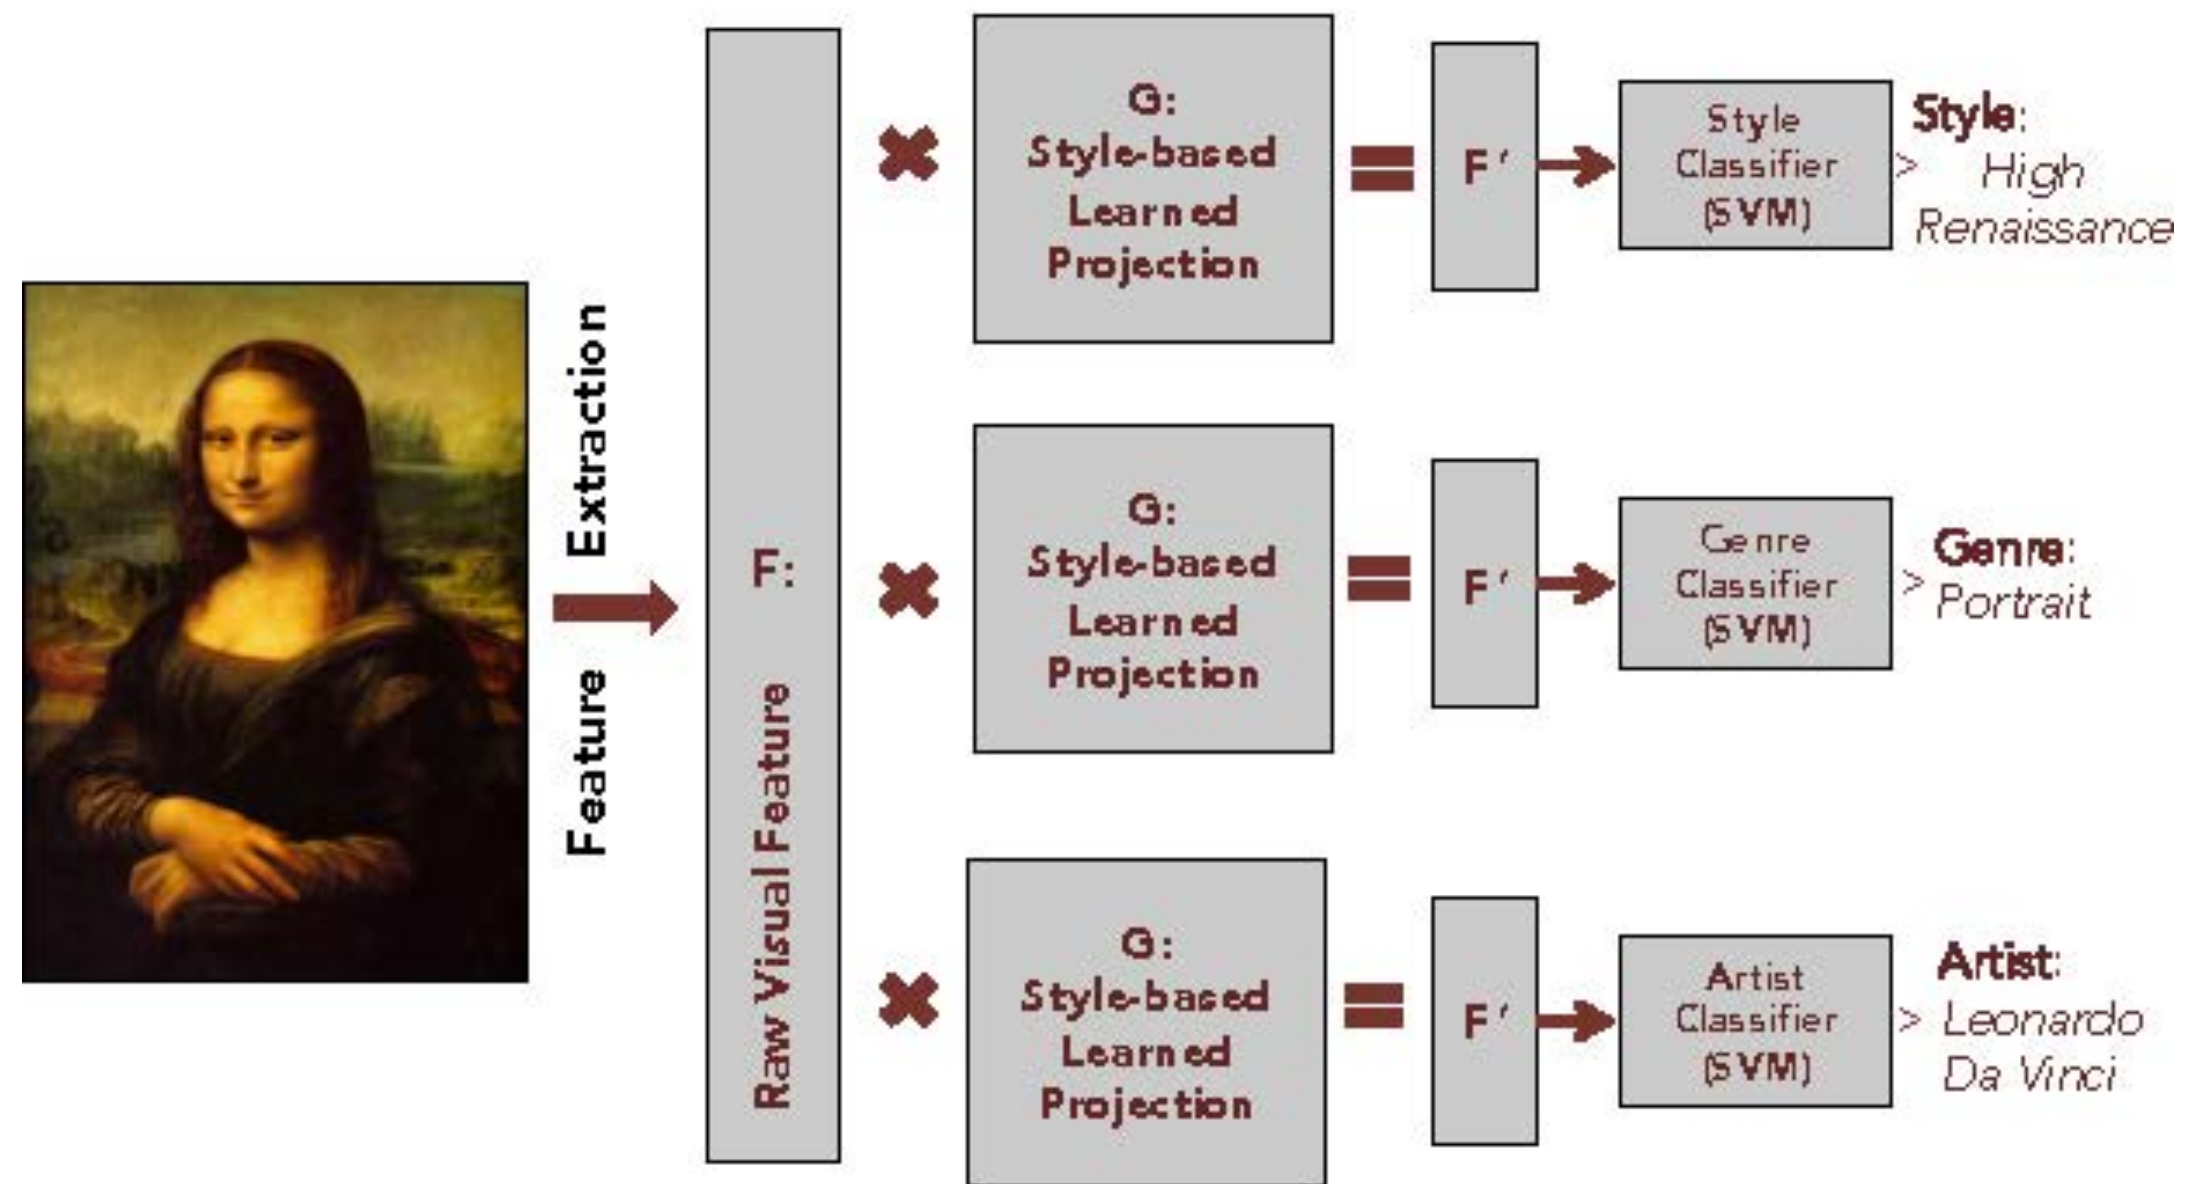 Feature Extraction
F:
Raw Visual Feature
G:
Style-based
Learned
Projection
F'
Style
Classifier
(SVM)
>
Style:
High
Renaissance
G:
Style-based
Learned
Projection
F'
Genre
Classifier
(SVM)
>
Genre:
Portrait
G:
Style-based
Learned
Projection
F'
Artist
Classifier
(SVM)
>
Artist:
Leonardo
Da Vinci